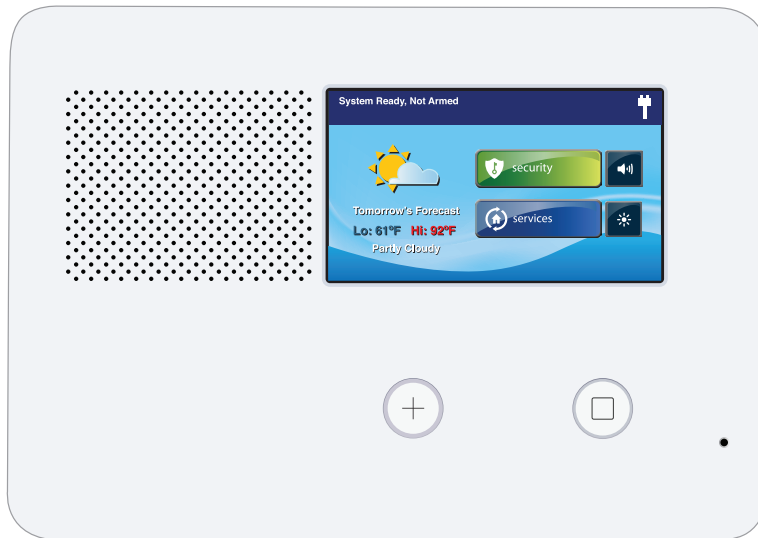 System Ready, Not Armed
security
Tomorrow's Forecast
services
Lo: 61°F Hi: 92°F
Partly Cloudy